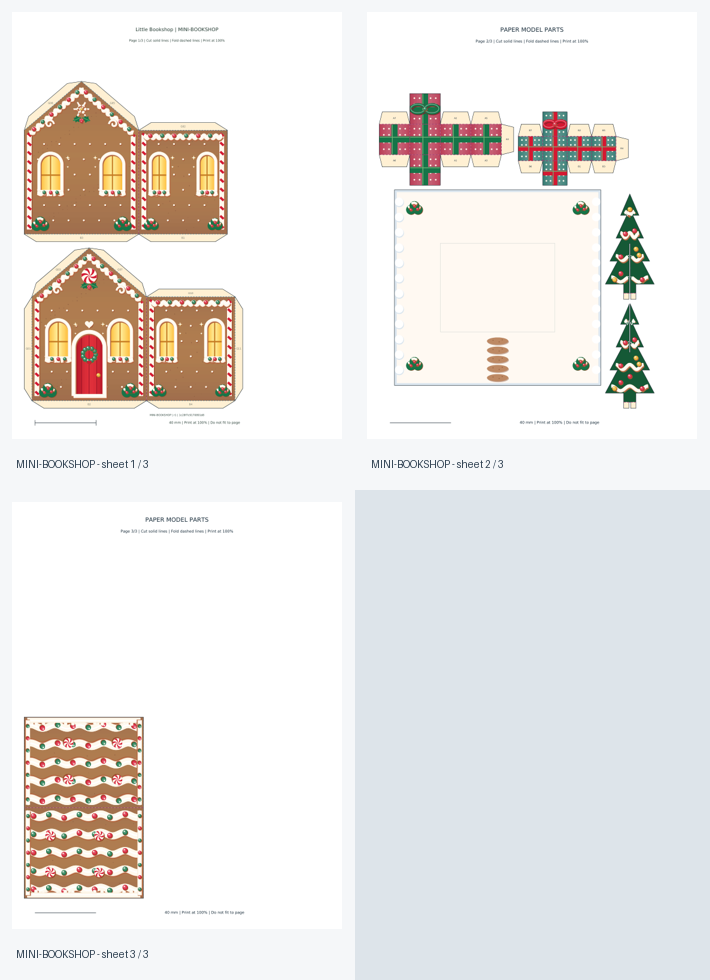 Little Bookshop | MINI-BOOKSHOP
Page 1/3 | Cut solid lines | Fold dashed lines | Print at 100%
40 mm | Print at 100% | Do not fit to page
MINI-BOOKSHOP - sheet 1 / 3
PAPER MODEL PARTS
Page 2/3 | Cut solid lines | Fold dashed lines | Print at 100%
40 mm | Print at 100% | Do not fit to page
MINI-BOOKSHOP - sheet 2 / 3
PAPER MODEL PARTS
Page 3/3 | Cut solid lines | Fold dashed lines | Print at 100%
40 mm | Print at 100% | Do not fit to page
MINI-BOOKSHOP - sheet 3 / 3